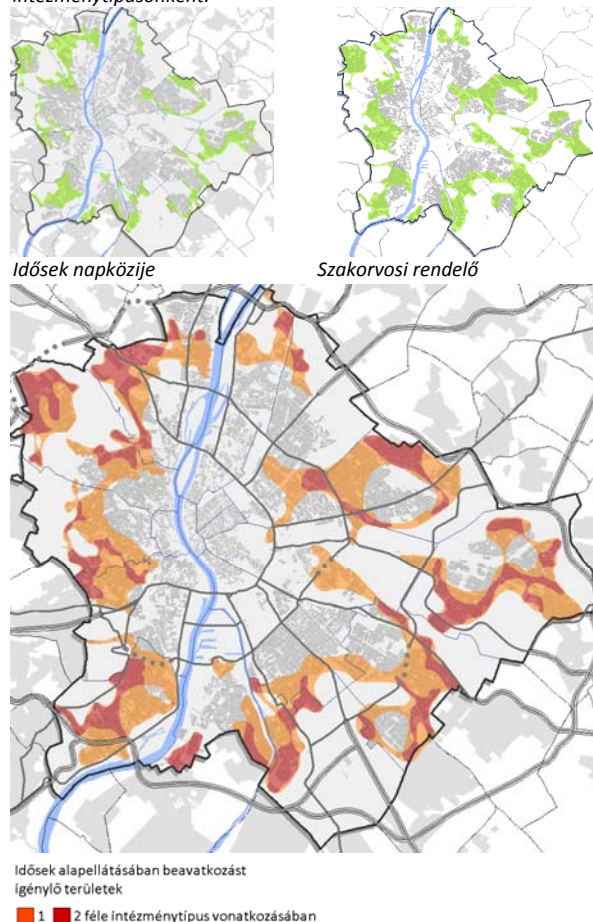 intézménytípusonként:
Idősek napközije
Szakorvosi rendelő
Idősek alapellátásában beavatkozást
igénylő területek
1 2 féle intézménytípus vonatkozásában